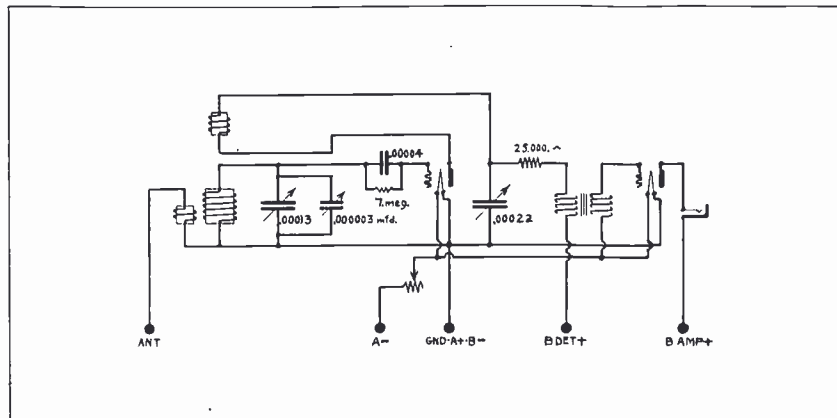 .00004
25.000.~
7. meg.
.00013
.000003 mfd.
.00022
ANT
A-
GND-A+-B-
B DET+
B AMP+